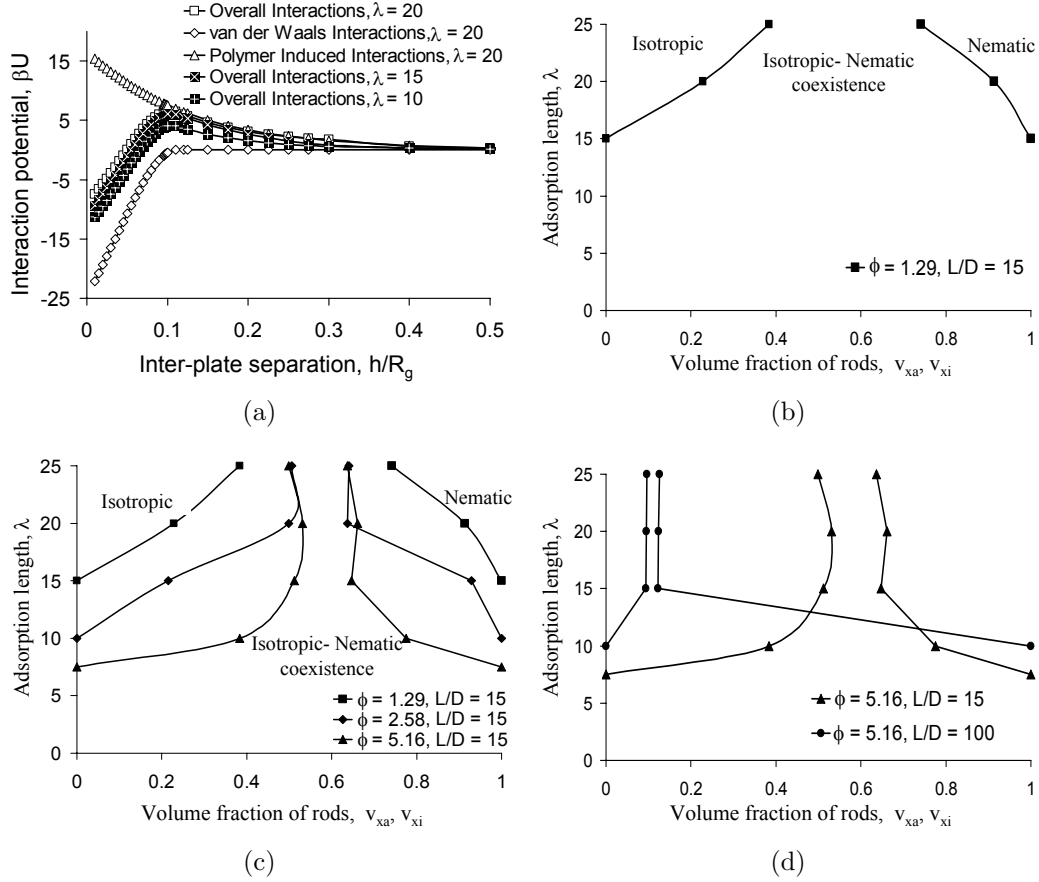 Overall Interactions, λ = 20
van der Waals Interactions, λ = 20
Polymer Induced Interactions, λ = 20
Overall Interactions, λ = 15
Overall Interactions, λ = 10
Interaction potential, βU
15
5
-5
-15
-25
0
0.1
0.2
0.3
0.4
0.5
Inter-plate separation, h/Rg
(a)
Adsorption length, λ
25
20
15
10
5
0
Isotropic
Isotropic- Nematic
coexistence
Nematic
ϕ = 1.29, L/D = 15
0
0.2
0.4
0.6
0.8
1
Volume fraction of rods, vxa, vxi
(b)
Adsorption length, λ
25
20
15
10
5
0
Isotropic
Nematic
Isotropic- Nematic
coexistence
ϕ = 1.29, L/D = 15
ϕ = 2.58, L/D = 15
ϕ = 5.16, L/D = 15
0
0.2
0.4
0.6
0.8
1
Volume fraction of rods, vxa, vxi
(c)
Adsorption length, λ
25
20
15
10
5
0
ϕ = 5.16, L/D = 15
ϕ = 5.16, L/D = 100
0
0.2
0.4
0.6
0.8
1
Volume fraction of rods, vxa, vxi
(d)